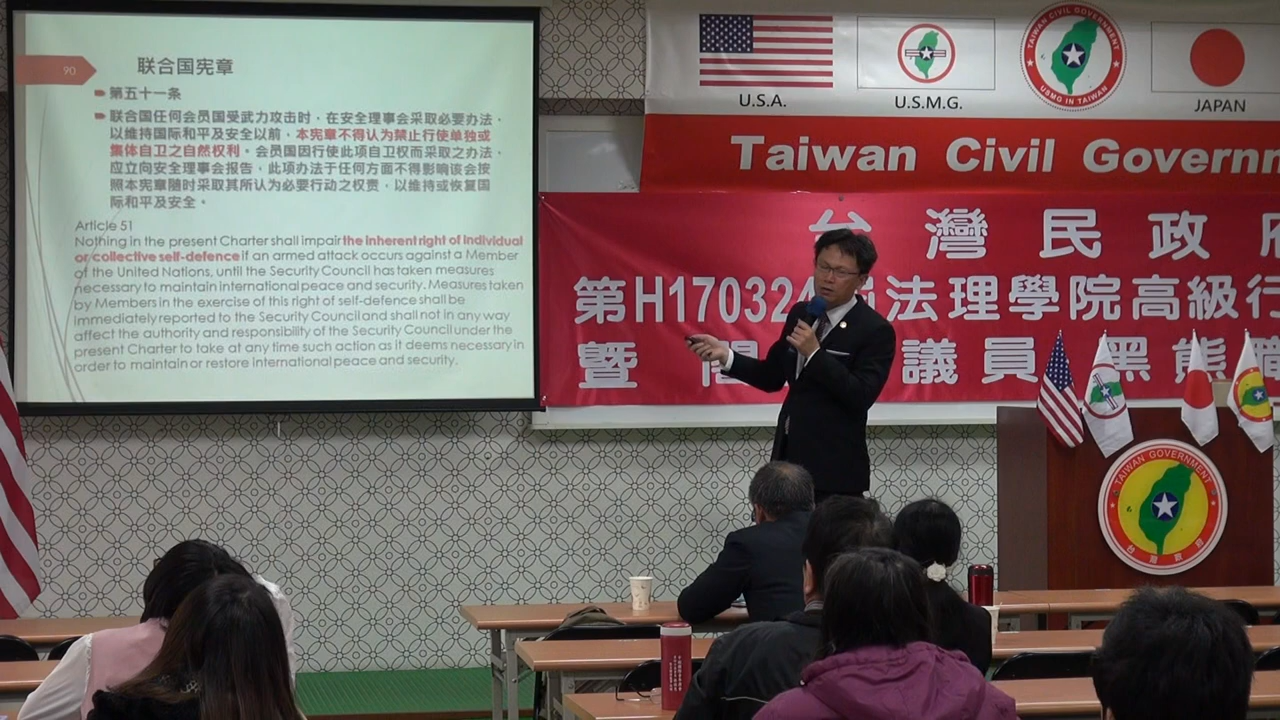 90
联合国宪章
第五十一条
联合国任何会员国受武力攻击时，在安全理事会采取必要办法，
以维持国际和平及安全以前，本宪章不得认为禁止行使单独或
集体自卫之自然权利。会员国因行使此项自卫权而采取之办法，
应立向安全理事会报告，此项办法于任何方面不得影响该会按
照本宪章随时采取其所认为必要行动之权责，以维持或恢复国
际和平及安全。
Article 51
Nothing in the present Charter shall impair the inherent right of individual
or collective self-defence if an armed attack occurs against a Member
of the United Nations, until the Security Council has taken measures
necessary to maintain international peace and security. Measures taken
by Members in the exercise of this right of self-defence shall be
immediately reported to the Security Council and shall not in any way
affect the authority and responsibility of the Security Council under the
present Charter to take at any time such action as it deems necessary in
order to maintain or restore international peace and security.
U.S.A.
U.S.M.G.
TAIWAN CIVIL GOVERNMENT
USMG IN TAIWAN
JAPAN
Taiwan Civil Governm
台灣民政府
第H170324 法理學院高級行
暨 議員 黑熊職
TAIWAN GOVERNMENT
台灣政府